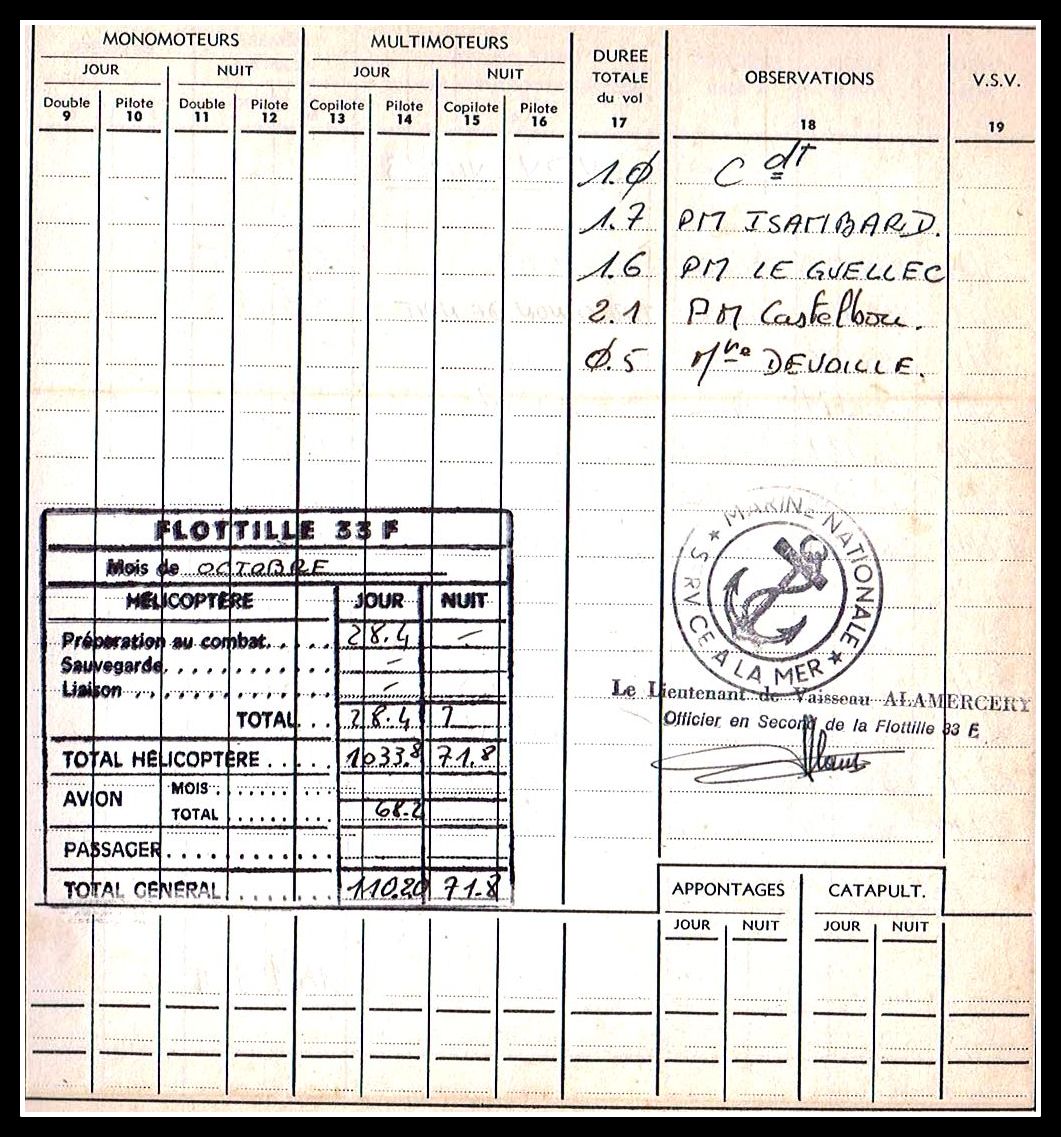 MONOMOTEURS MULTIMOTEURS DUREE TOTALE du vol OBSERVATIONS V.S.V.
JOUR NUIT JOUR NUIT
Double Pilote Double Pilote Copilote Pilote Copilote Pilote
9 10 11 12 13 14 15 16 17 18 19
1.Ø C dt
1.7 PM ISAMBARD.
1.6 PM LE GUELLEC
2.1 PM Castelbou.
Ø.5 Mne DEVOILLE.
FLOTTILLE 33 F
Mois de OCTOBRE
HÉLICOPTÈRE JOUR NUIT
Préparation au combat. . . . 28.4 —
Sauvegarde. . . . . . . . . —
Liaison . . . . . . . . . . —
TOTAL. . . 28.4
TOTAL HÉLICOPTÈRE . . . . . 1033.8 71.8
AVION MOIS . . . . . . . .
TOTAL . . . . . . 68.2
PASSAGER. . . . . . . . . . .
TOTAL GÉNÉRAL . . . . . . 1102.0 71.8
MARINE NATIONALE
★ S RVICE A LA MER ★
Le Lieutenant de Vaisseau ALAMERCERY
Officier en Second de la Flottille 33 F.
APPONTAGES CATAPULT.
JOUR NUIT JOUR NUIT